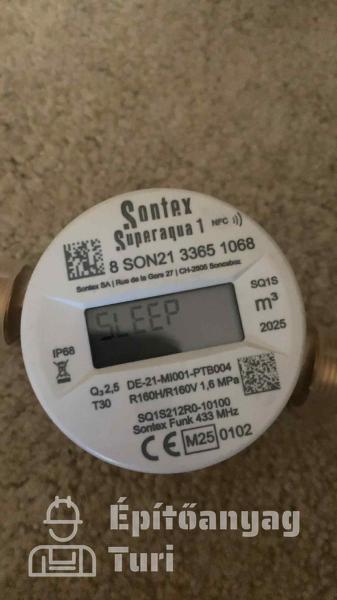 Sontex
Superaqua 1 NFC
8 SON21 3365 1068
Sontex SA | Rue de la Gare 27 | CH-2605 Sonceboz
SQ1S
m³
SLEEP
2025
IP68
Q₃ 2,5 DE-21-MI001-PTB004
T30 R160H/R160V 1,6 MPa
SQ1S212R0-10100
Sontex Funk 433 MHz
CE M25 0102
Építőanyag
Turi